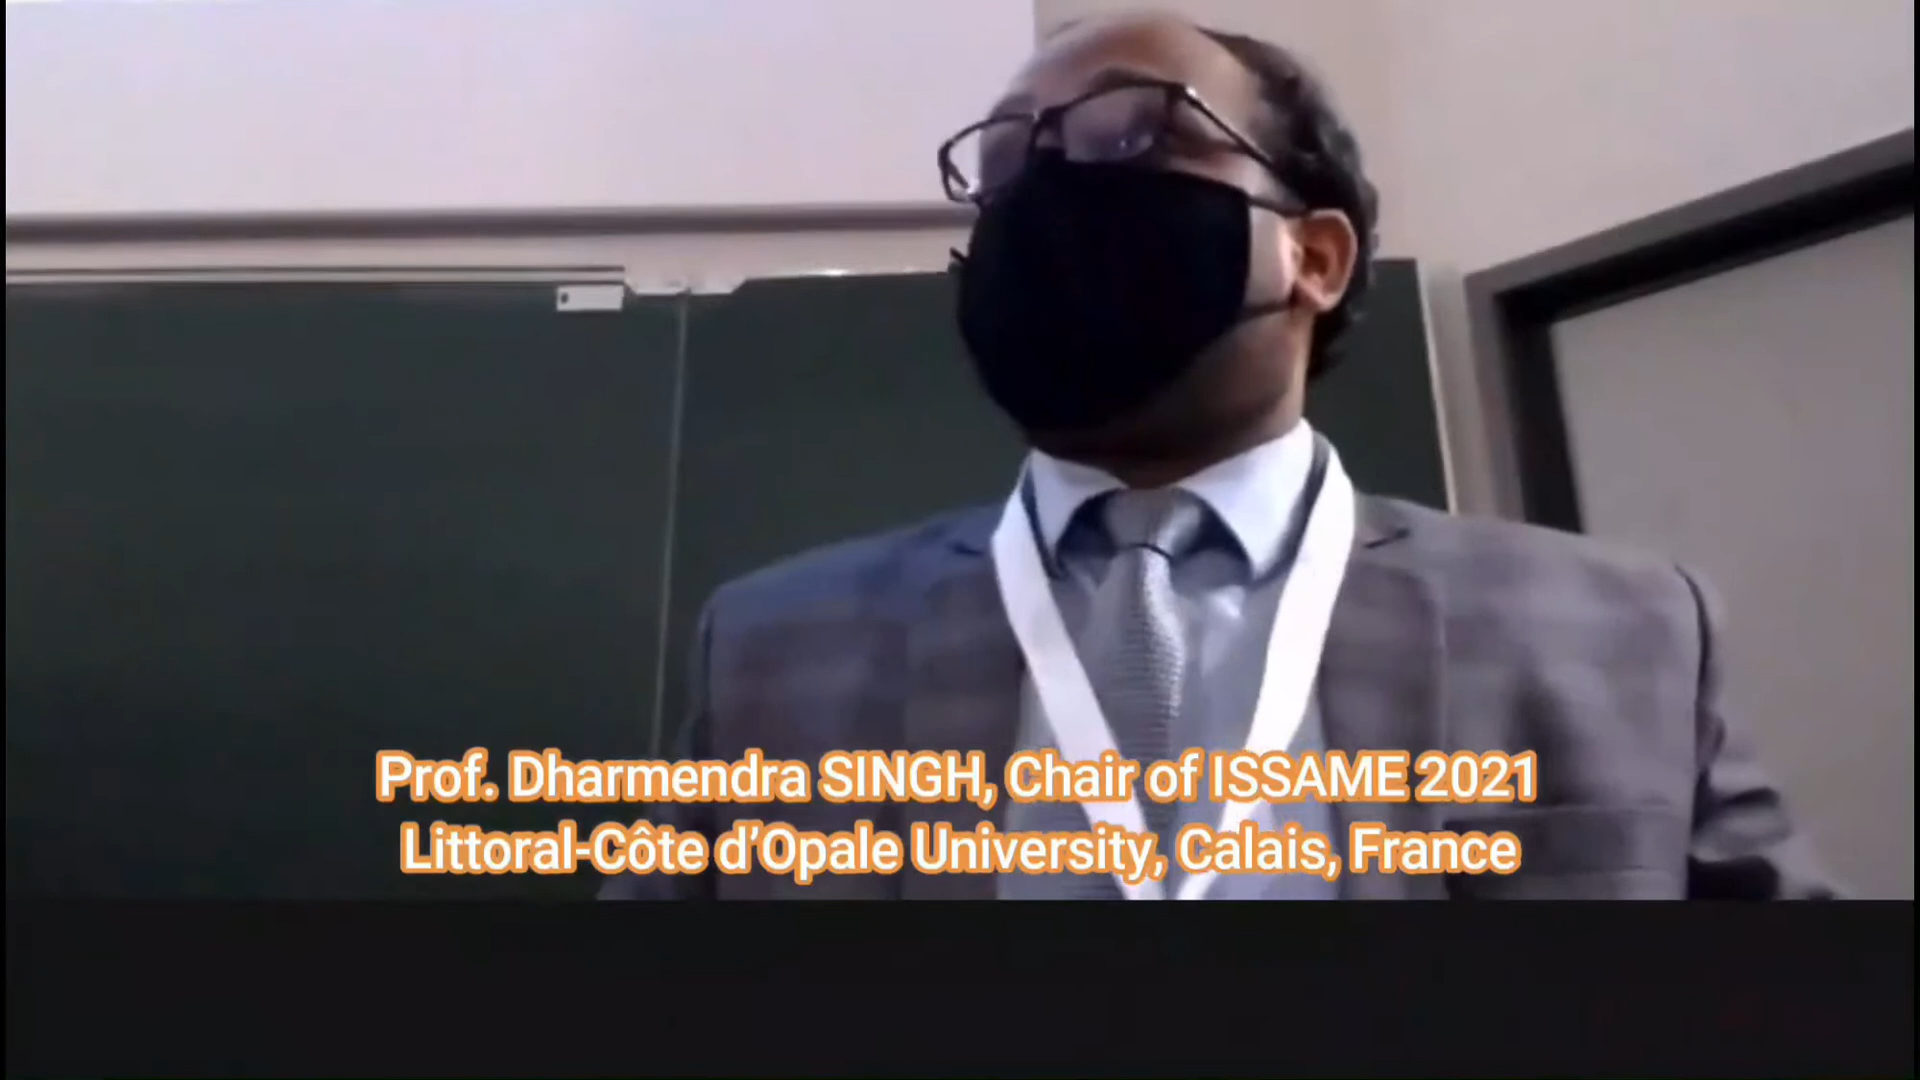 Prof. Dharmendra SINGH, Chair of ISSAME 2021
Littoral-Côte d’Opale University, Calais, France